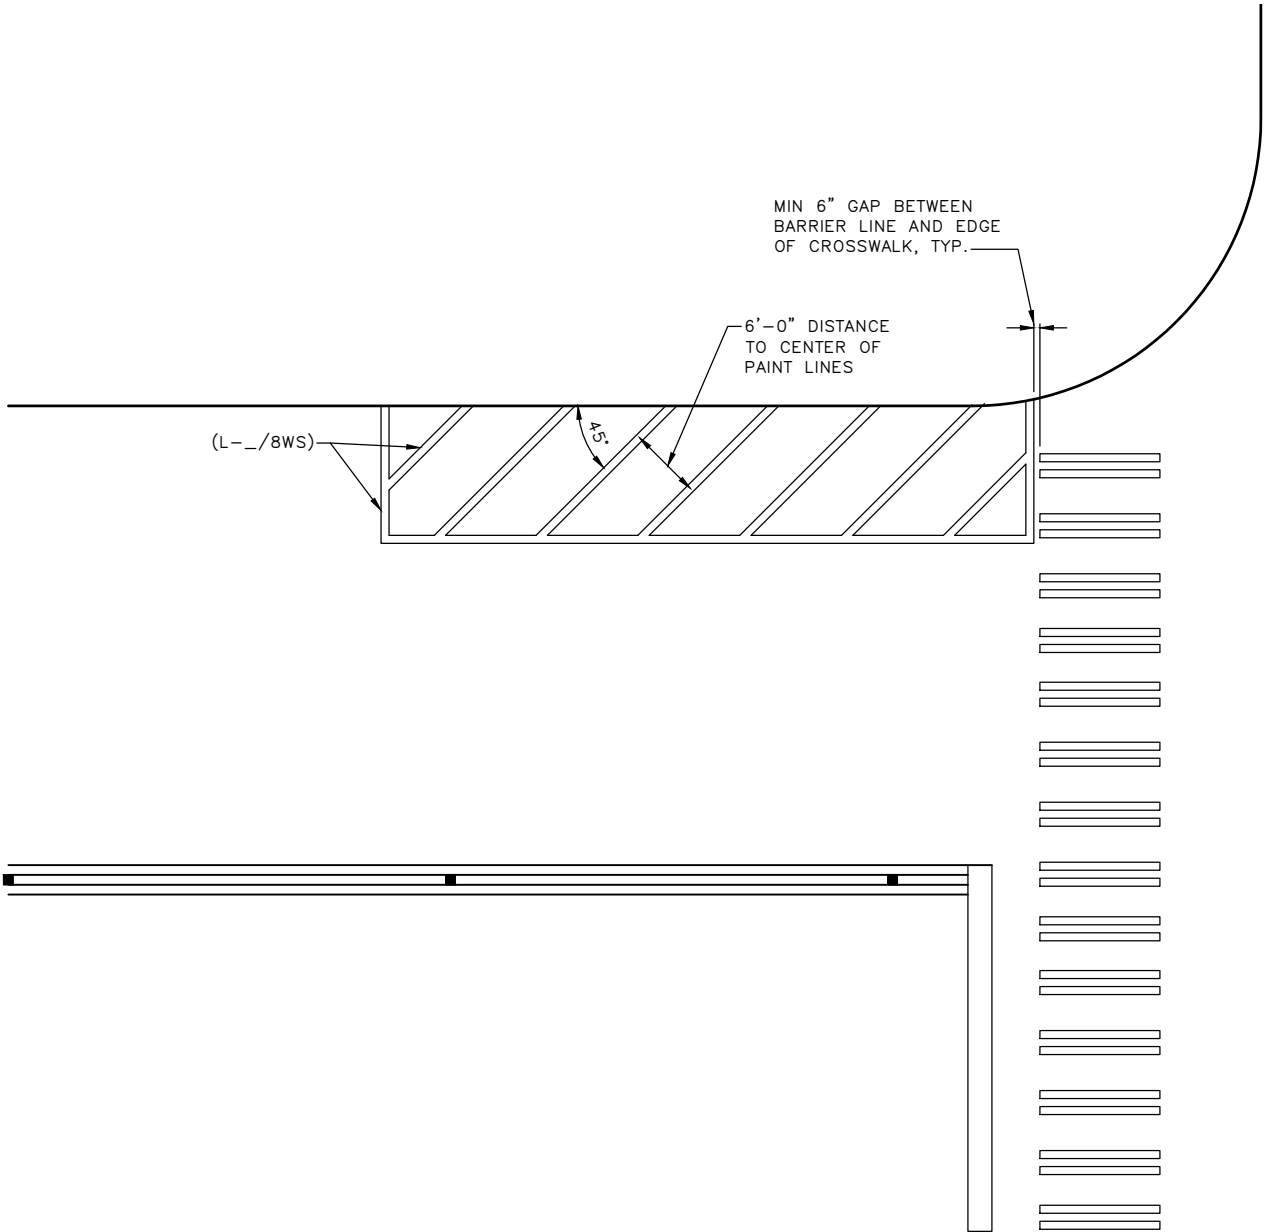 MIN 6” GAP BETWEEN
BARRIER LINE AND EDGE
OF CROSSWALK, TYP.
6’-0” DISTANCE
TO CENTER OF
PAINT LINES
45°
(L-_/8WS)